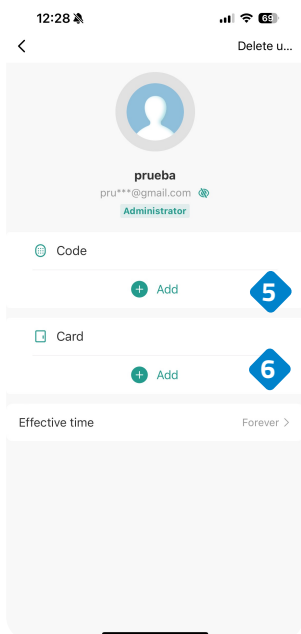 12:28
69
Delete u...
prueba
pru***@gmail.com
Administrator
Code
Add
5
Card
Add
6
Effective time
Forever